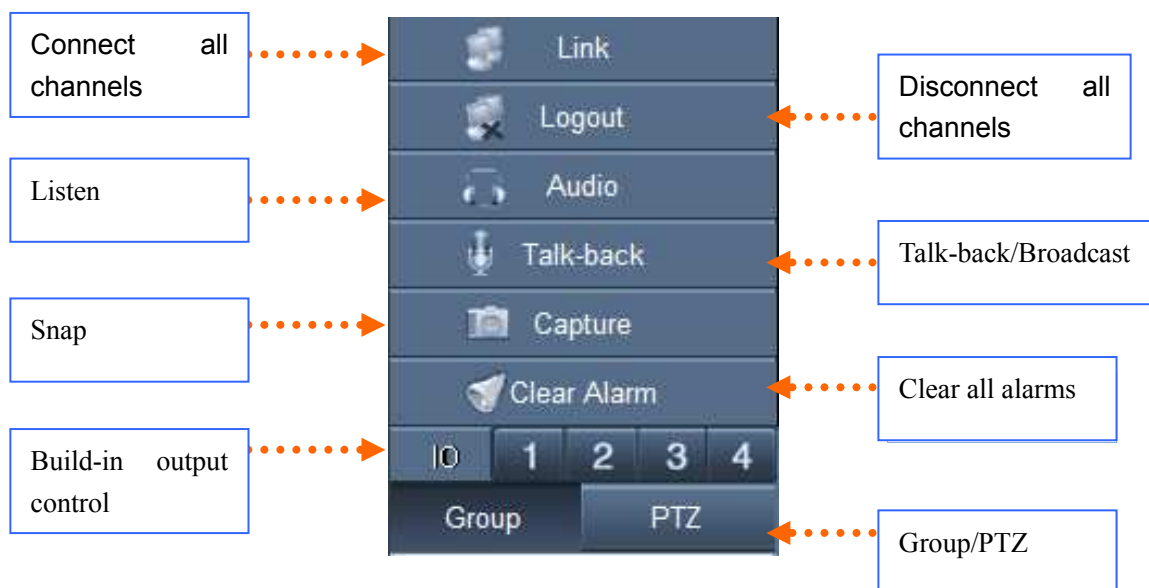 Connect all
channels
Listen
Snap
Build-in output
control
Link
Logout
Audio
Talk-back
Capture
Clear Alarm
IO 1 2 3 4
Group PTZ
Disconnect all
channels
Talk-back/Broadcast
Clear all alarms
Group/PTZ